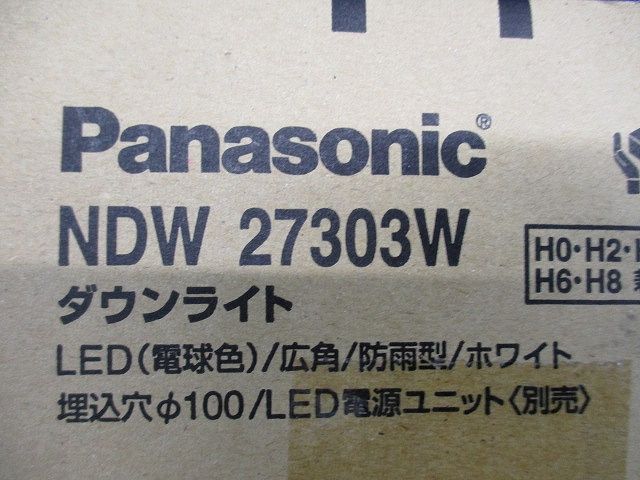 Panasonic®
NDW 27303W
ダウンライト
LED(電球色)/広角/防雨型/ホワイト
埋込穴φ100/LED電源ユニット〈別売〉
H0・H2・
H6・H8